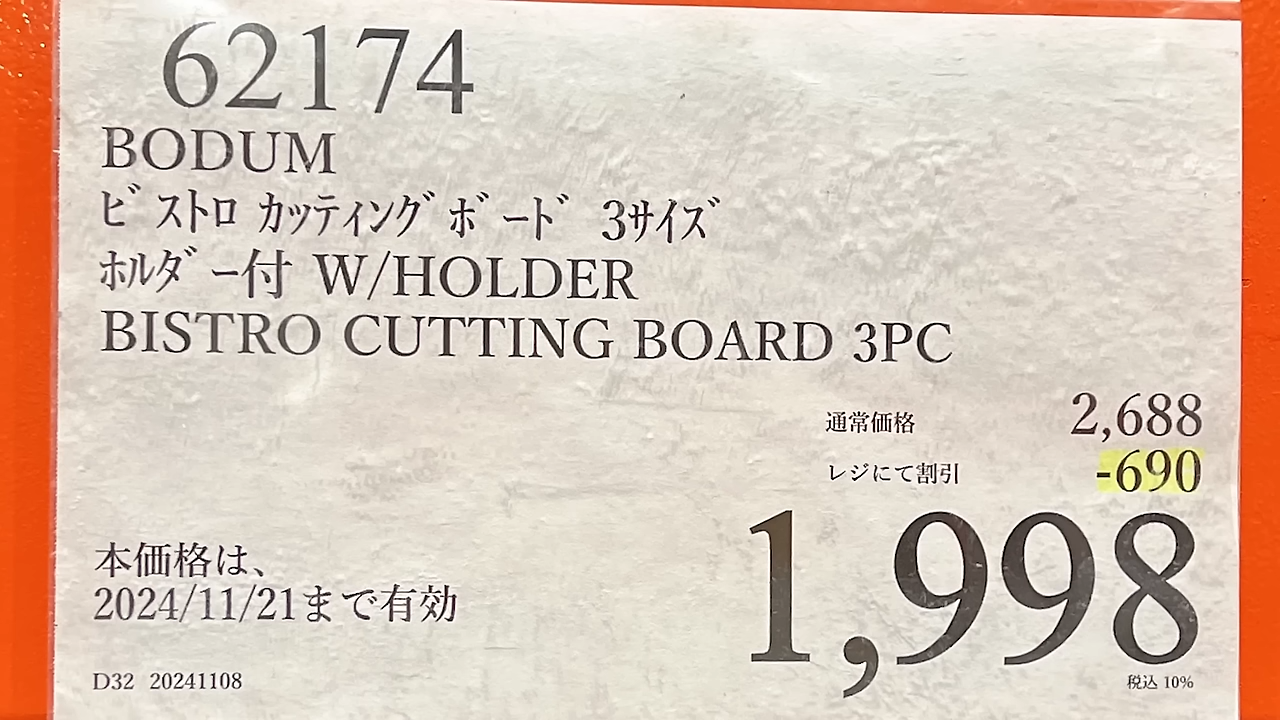 62174
BODUM
ﾋﾞｽﾄﾛ ｶｯﾃｨﾝｸﾞﾎﾞｰﾄﾞ 3ｻｲｽﾞ
ﾎﾙﾀﾞｰ付 W/HOLDER
BISTRO CUTTING BOARD 3PC
通常価格 2,688
レジにて割引 -690
1,998
本価格は、
2024/11/21まで有効
D32 20241108
税込 10%